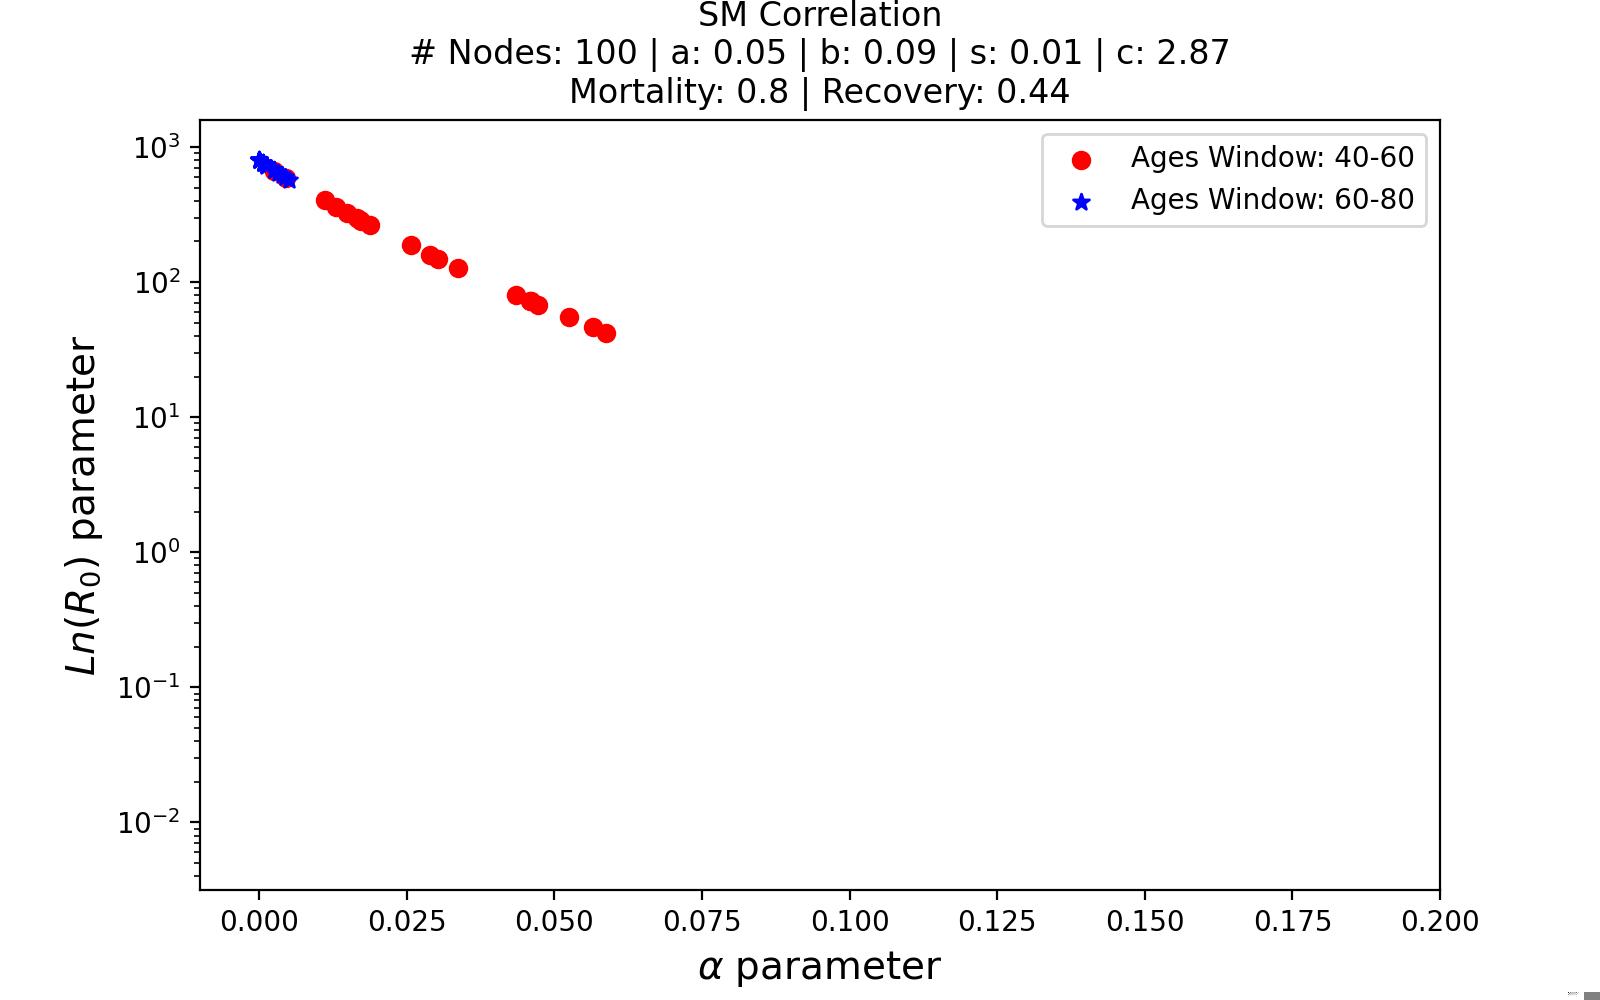 SM Correlation
# Nodes: 100 | a: 0.05 | b: 0.09 | s: 0.01 | c: 2.87
Mortality: 0.8 | Recovery: 0.44
Ages Window: 40-60
Ages Window: 60-80
10³
10²
10¹
10⁰
10⁻¹
10⁻²
Ln(R₀) parameter
0.000 0.025 0.050 0.075 0.100 0.125 0.150 0.175 0.200
α parameter